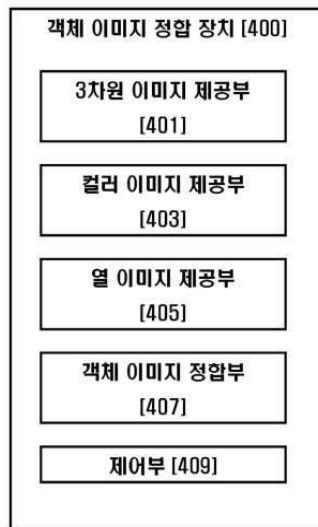 객체 이미지 정합 장치 [400]
3차원 이미지 제공부
[401]
컬러 이미지 제공부
[403]
열 이미지 제공부
[405]
객체 이미지 정합부
[407]
제어부 [409]